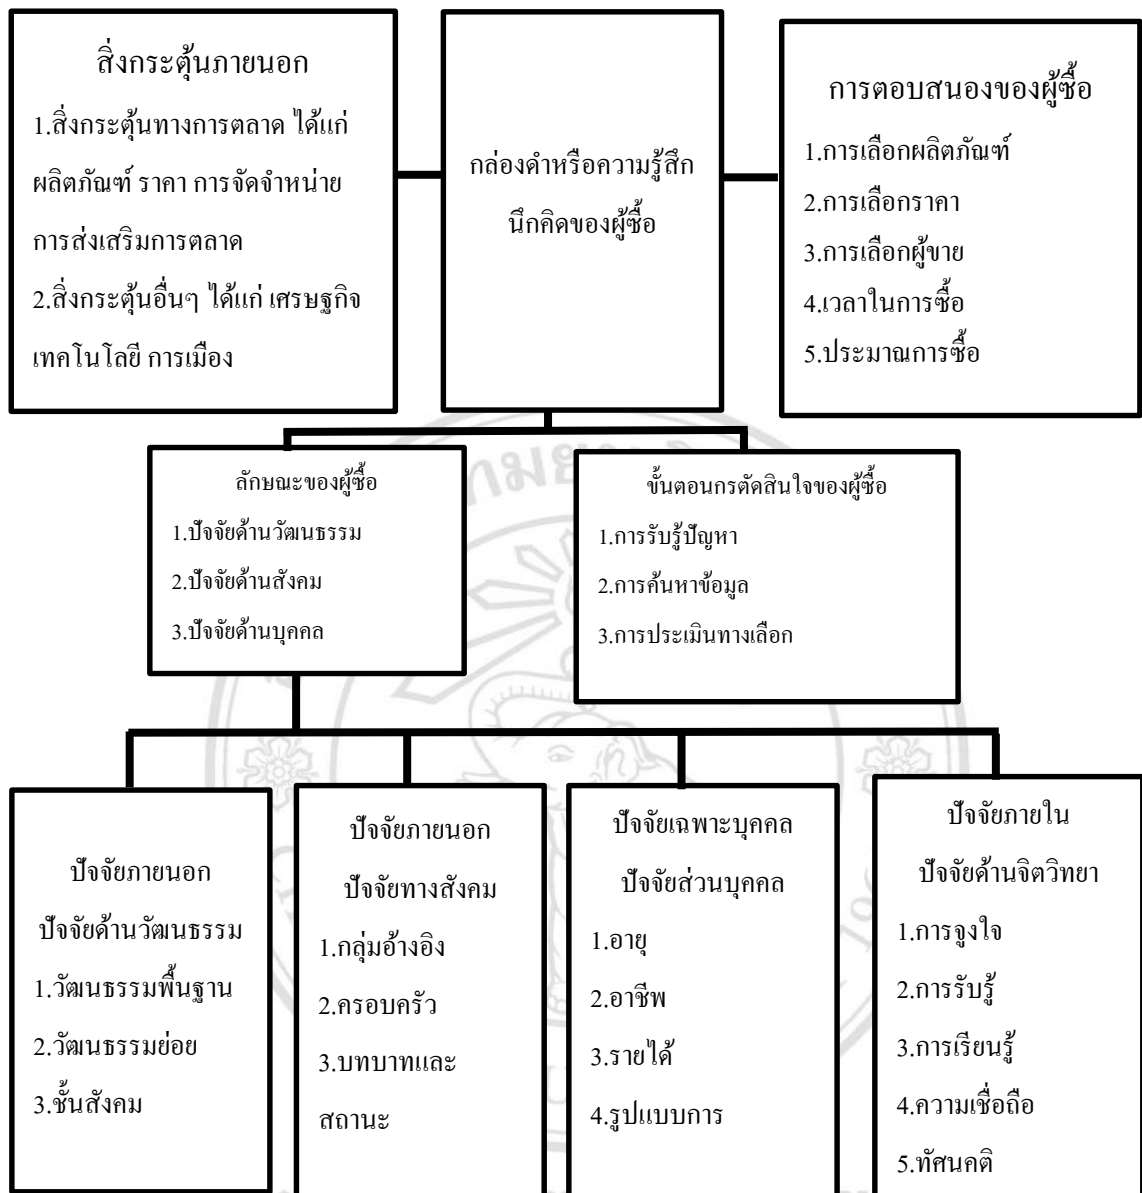 สิ่งกระตุ้นภายนอก
1.สิ่งกระตุ้นทางการตลาด ได้แก่
ผลิตภัณฑ์ ราคา การจัดจำหน่าย
การส่งเสริมการตลาด
2.สิ่งกระตุ้นอื่นๆ ได้แก่ เศรษฐกิจ
เทคโนโลยี การเมือง
กล่องดำหรือความรู้สึก
นึกคิดของผู้ซื้อ
การตอบสนองของผู้ซื้อ
1.การเลือกผลิตภัณฑ์
2.การเลือกราคา
3.การเลือกผู้ขาย
4.เวลาในการซื้อ
5.ประมาณการซื้อ
ลักษณะของผู้ซื้อ
1.ปัจจัยด้านวัฒนธรรม
2.ปัจจัยด้านสังคม
3.ปัจจัยด้านบุคคล
ขั้นตอนกรตัดสินใจของผู้ซื้อ
1.การรับรู้ปัญหา
2.การค้นหาข้อมูล
3.การประเมินทางเลือก
ปัจจัยภายนอก
ปัจจัยด้านวัฒนธรรม
1.วัฒนธรรมพื้นฐาน
2.วัฒนธรรมย่อย
3.ชั้นสังคม
ปัจจัยภายนอก
ปัจจัยทางสังคม
1.กลุ่มอ้างอิง
2.ครอบครัว
3.บทบาทและ
สถานะ
ปัจจัยเฉพาะบุคคล
ปัจจัยส่วนบุคคล
1.อายุ
2.อาชีพ
3.รายได้
4.รูปแบบการ
ปัจจัยภายใน
ปัจจัยด้านจิตวิทยา
1.การจูงใจ
2.การรับรู้
3.การเรียนรู้
4.ความเชื่อถือ
5.ทัศนคติ